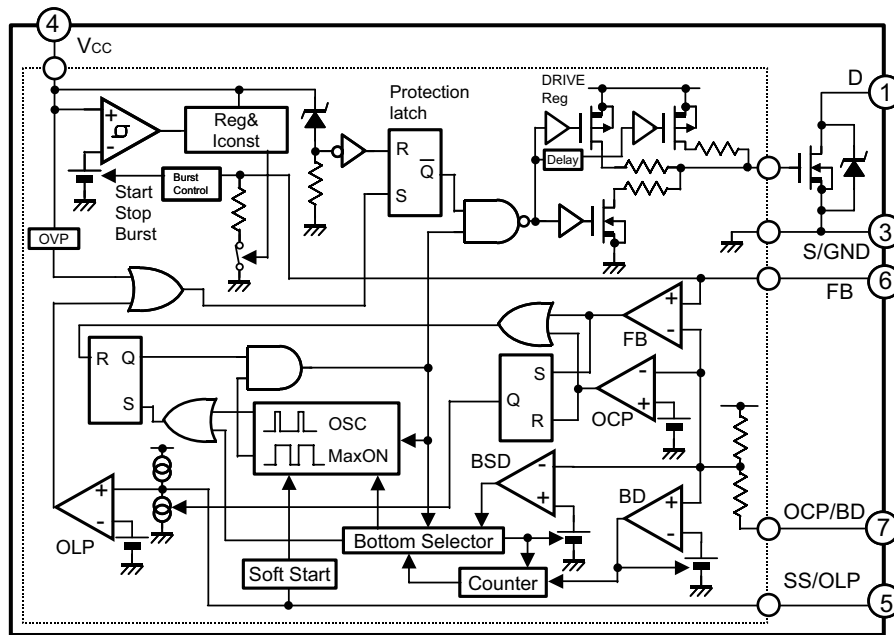 4
VCC
D
1
DRIVE
Reg
Protection
latch
Reg&
Iconst
+
-
R
Q
S
Delay
Burst
Control
Start
Stop
Burst
OVP
3
S/GND
6
FB
+
-
FB
R
Q
S
S
Q
R
-
+
OCP
OSC
MaxON
BSD
-
+
BD
+
-
OCP/BD
7
+
-
OLP
Bottom Selector
Soft Start
Counter
SS/OLP
5